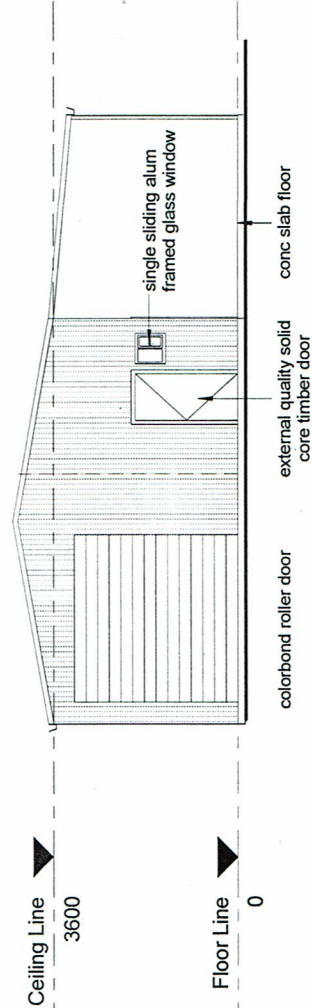 Ceiling Line
3600
Floor Line
0
single sliding alum
framed glass window
colorbond roller door
external quality solid
core timber door
conc slab floor